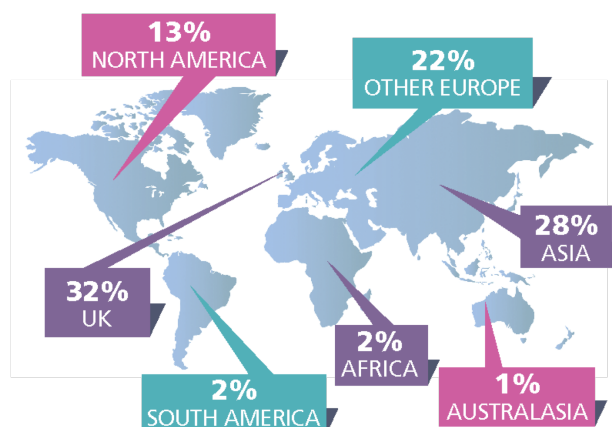 13%
NORTH AMERICA
22%
OTHER EUROPE
28%
ASIA
32%
UK
2%
AFRICA
2%
SOUTH AMERICA
1%
AUSTRALASIA